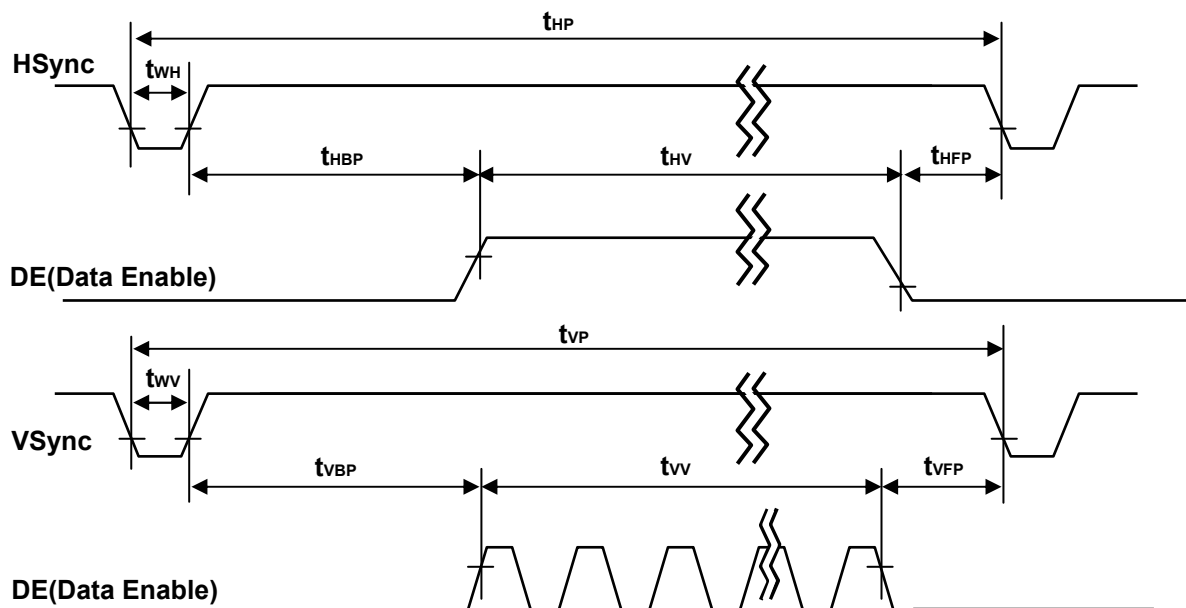 tHP
HSync
tWH
tHBP
tHV
tHFP
DE(Data Enable)
tVP
tWV
VSync
tVBP
tVV
tVFP
DE(Data Enable)